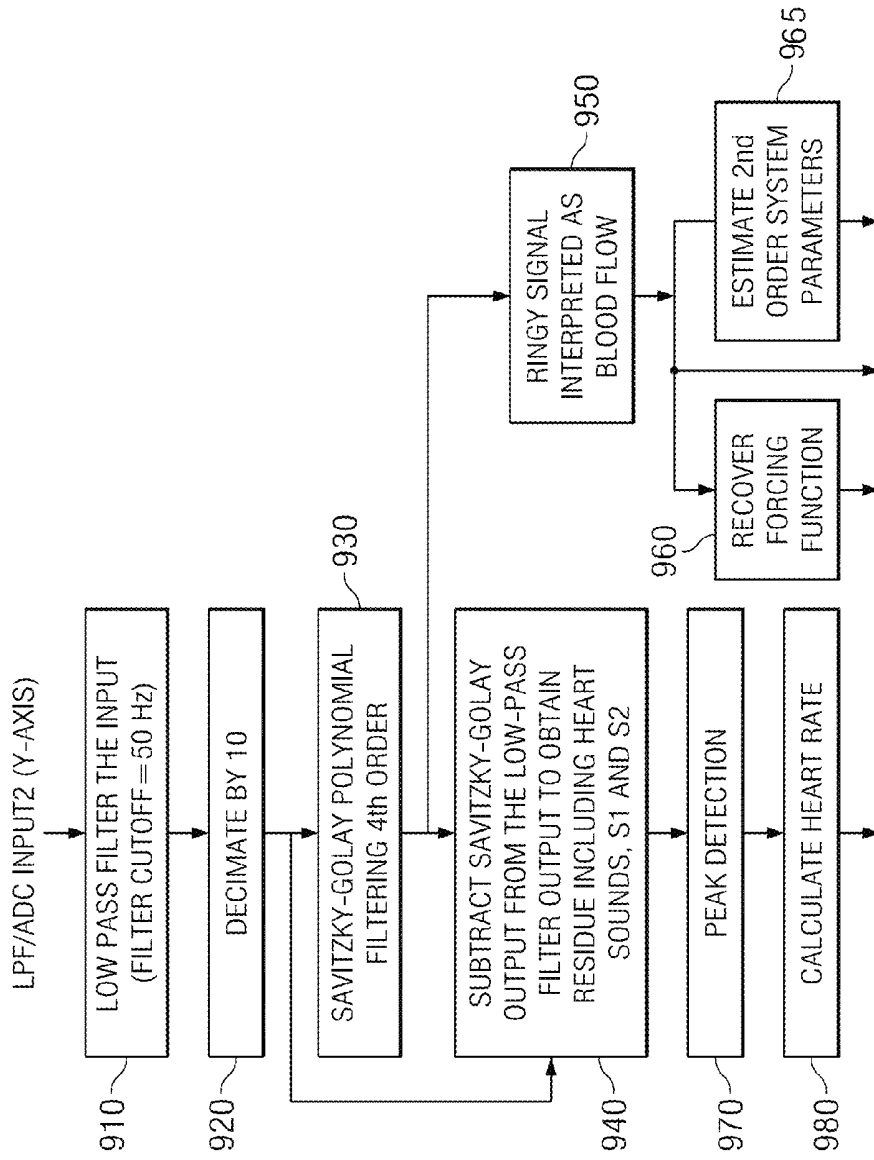 LPF/ADC INPUT2 (Y-AXIS)
910
LOW PASS FILTER THE INPUT
(FILTER CUTOFF=50 Hz)
920
DECIMATE BY 10
930
SAVITZKY-GOLAY POLYNOMIAL
FILTERING 4th ORDER
940
SUBTRACT SAVITZKY-GOLAY
OUTPUT FROM THE LOW-PASS
FILTER OUTPUT TO OBTAIN
RESIDUE INCLUDING HEART
SOUNDS, S1 AND S2
970
PEAK DETECTION
980
CALCULATE HEART RATE
950
RINGY SIGNAL
INTERPRETED AS
BLOOD FLOW
960
RECOVER
FORCING
FUNCTION
965
ESTIMATE 2nd
ORDER SYSTEM
PARAMETERS